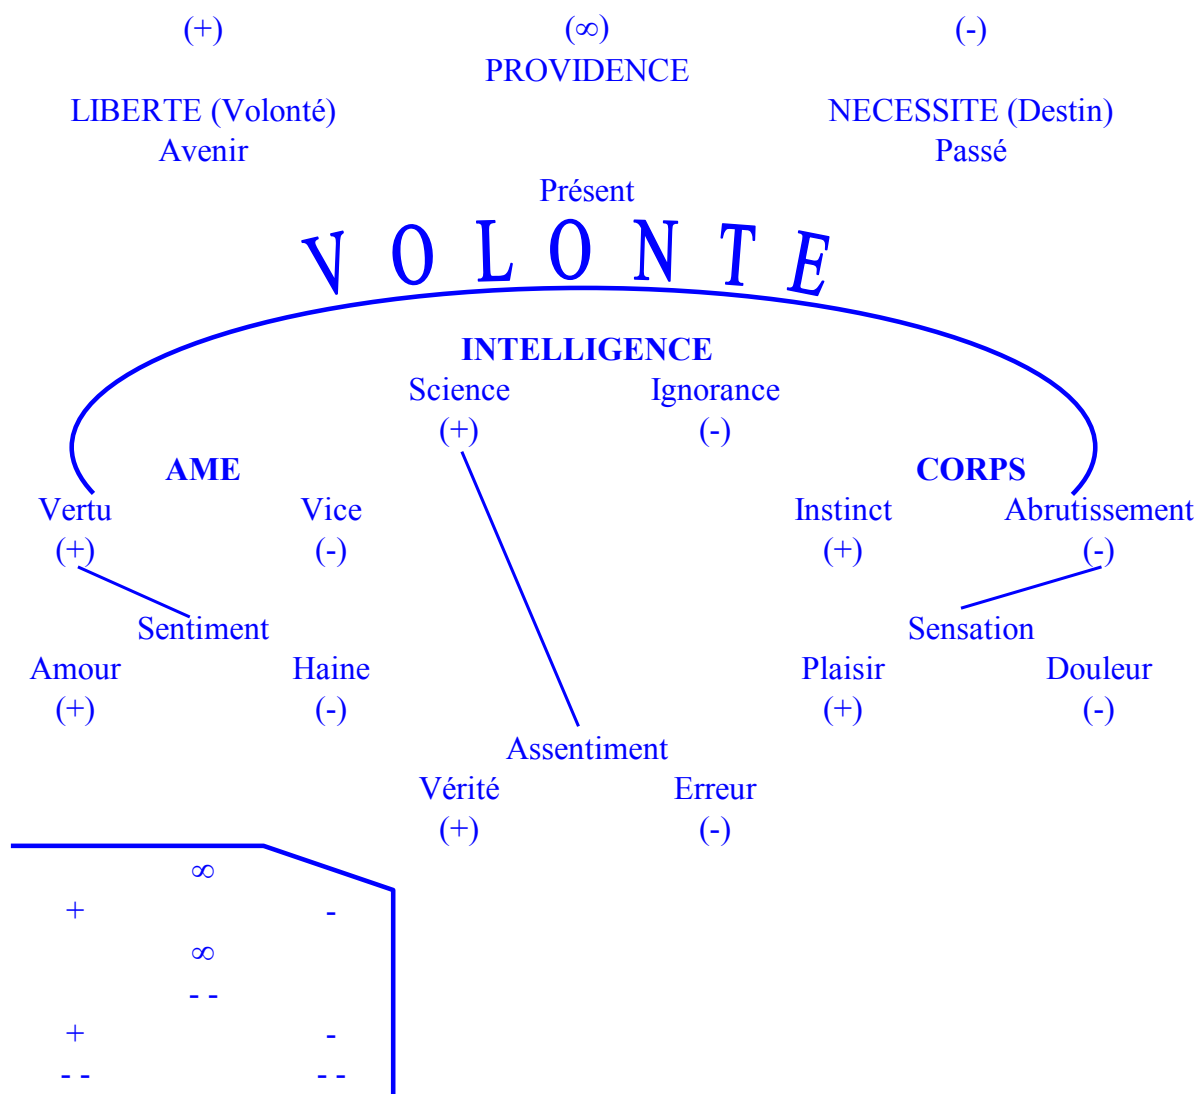 (+) (∞) (-)
PROVIDENCE
LIBERTE (Volonté) NECESSITE (Destin)
Avenir Passé
Présent
VOLONTE
INTELLIGENCE
Science Ignorance
(+) (-)
AME CORPS
Vertu Vice Instinct Abrutissement
(+) (-) (+) (-)
Sentiment Sensation
Amour Haine Plaisir Douleur
(+) (-) (+) (-)
Assentiment
Vérité Erreur
(+) (-)
∞
+ -
∞
- -
+ -
- - - -